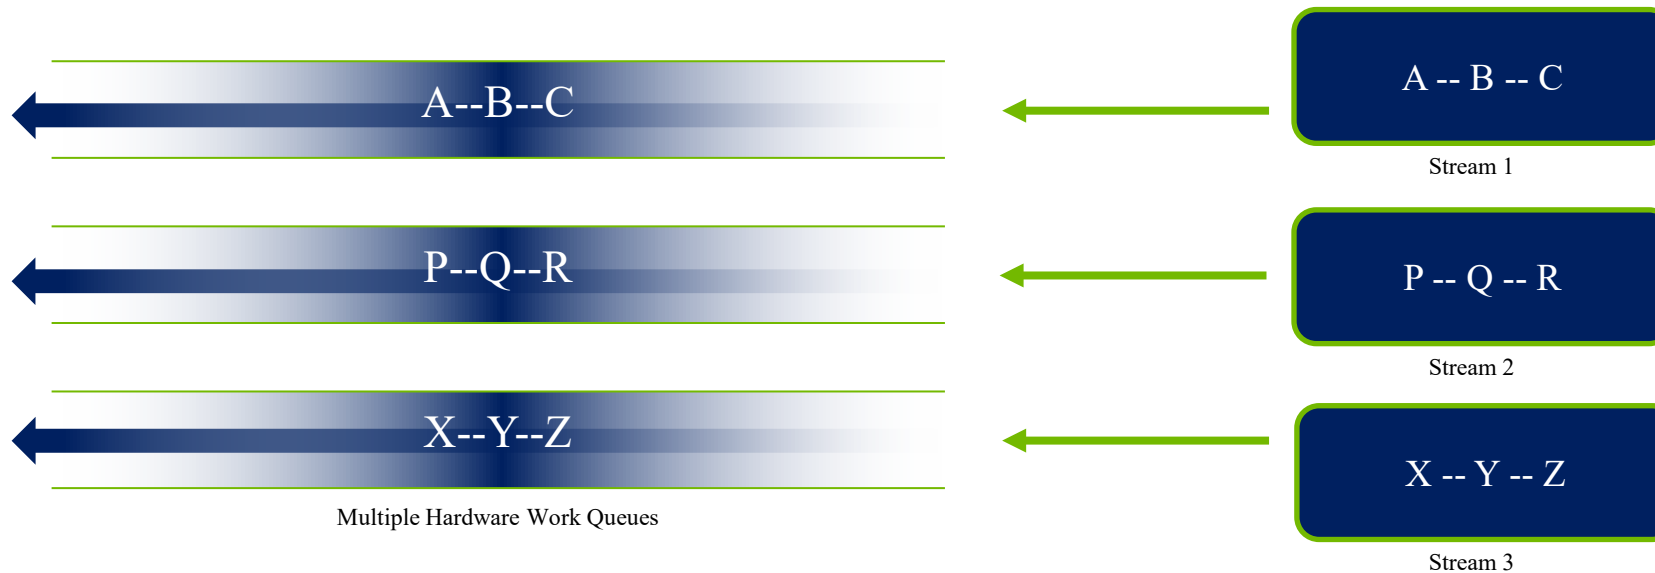 A--B--C
A -- B -- C
Stream 1
P--Q--R
P -- Q -- R
Stream 2
X--Y--Z
X -- Y -- Z
Multiple Hardware Work Queues
Stream 3